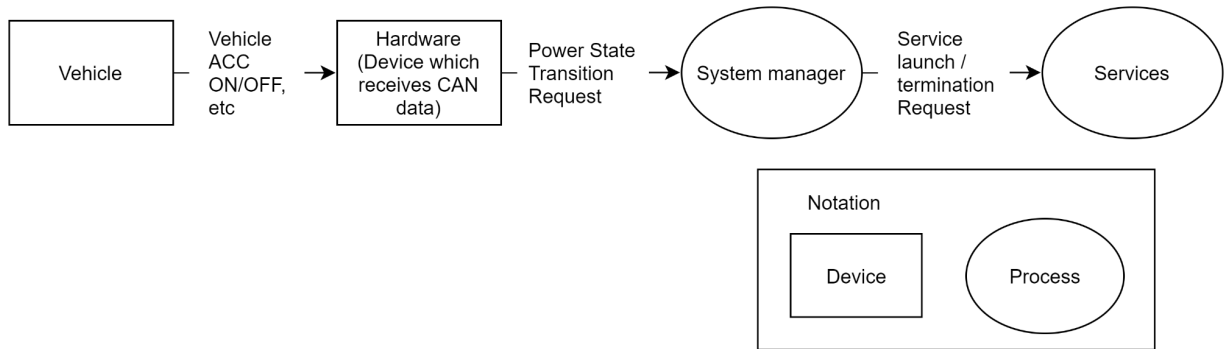 Vehicle
Vehicle
ACC
ON/OFF,
etc
Hardware
(Device which
receives CAN
data)
Power State
Transition
Request
System manager
Service
launch /
termination
Request
Services
Notation
Device
Process